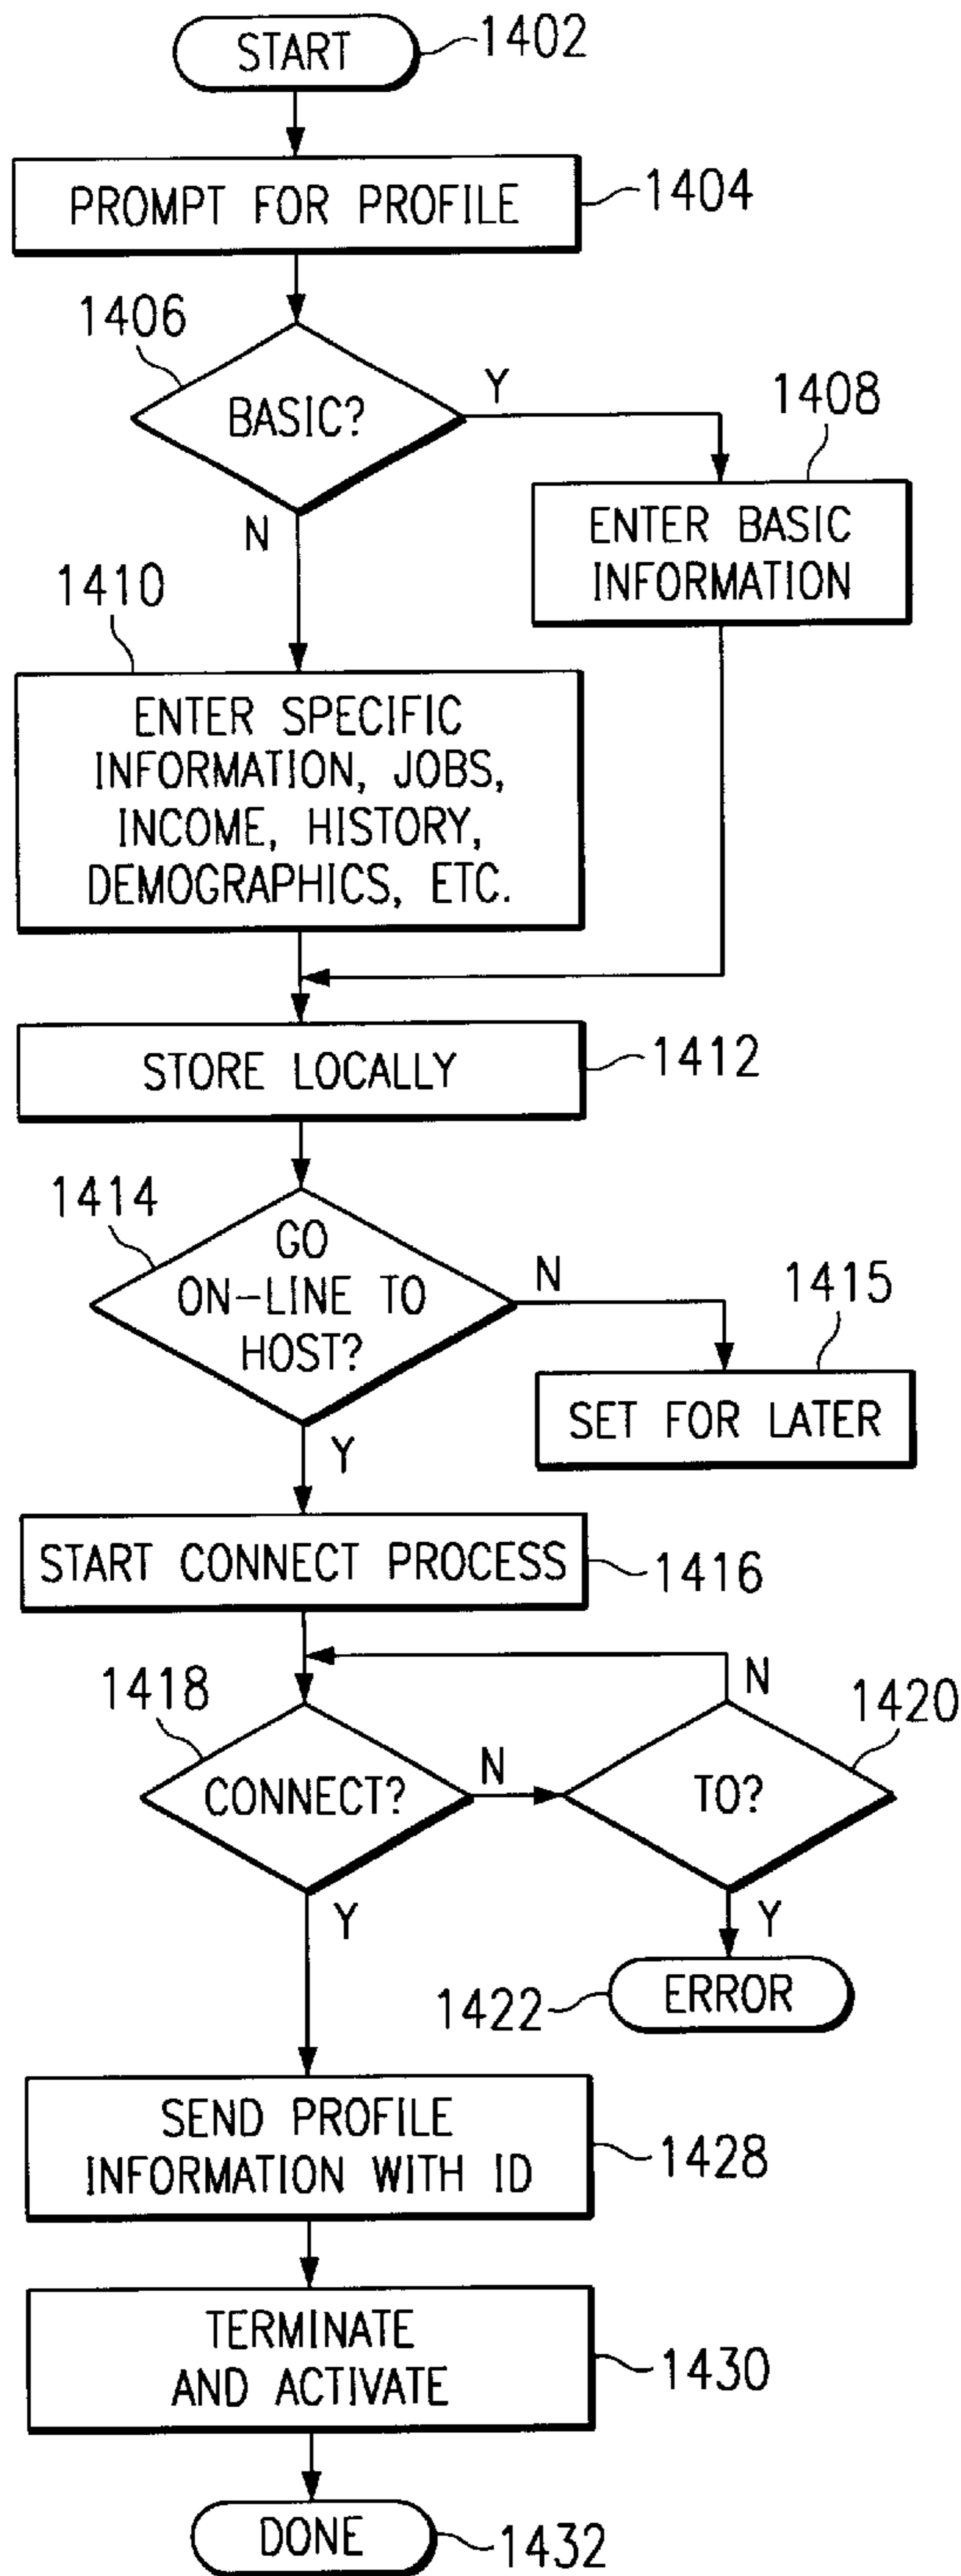 START
1402
PROMPT FOR PROFILE
1404
1406
BASIC?
Y
N
1408
ENTER BASIC
INFORMATION
1410
ENTER SPECIFIC
INFORMATION, JOBS,
INCOME, HISTORY,
DEMOGRAPHICS, ETC.
STORE LOCALLY
1412
1414
GO
ON-LINE TO
HOST?
N
Y
1415
SET FOR LATER
START CONNECT PROCESS
1416
1418
CONNECT?
N
Y
N
1420
TO?
Y
1422
ERROR
SEND PROFILE
INFORMATION WITH ID
1428
TERMINATE
AND ACTIVATE
1430
DONE
1432